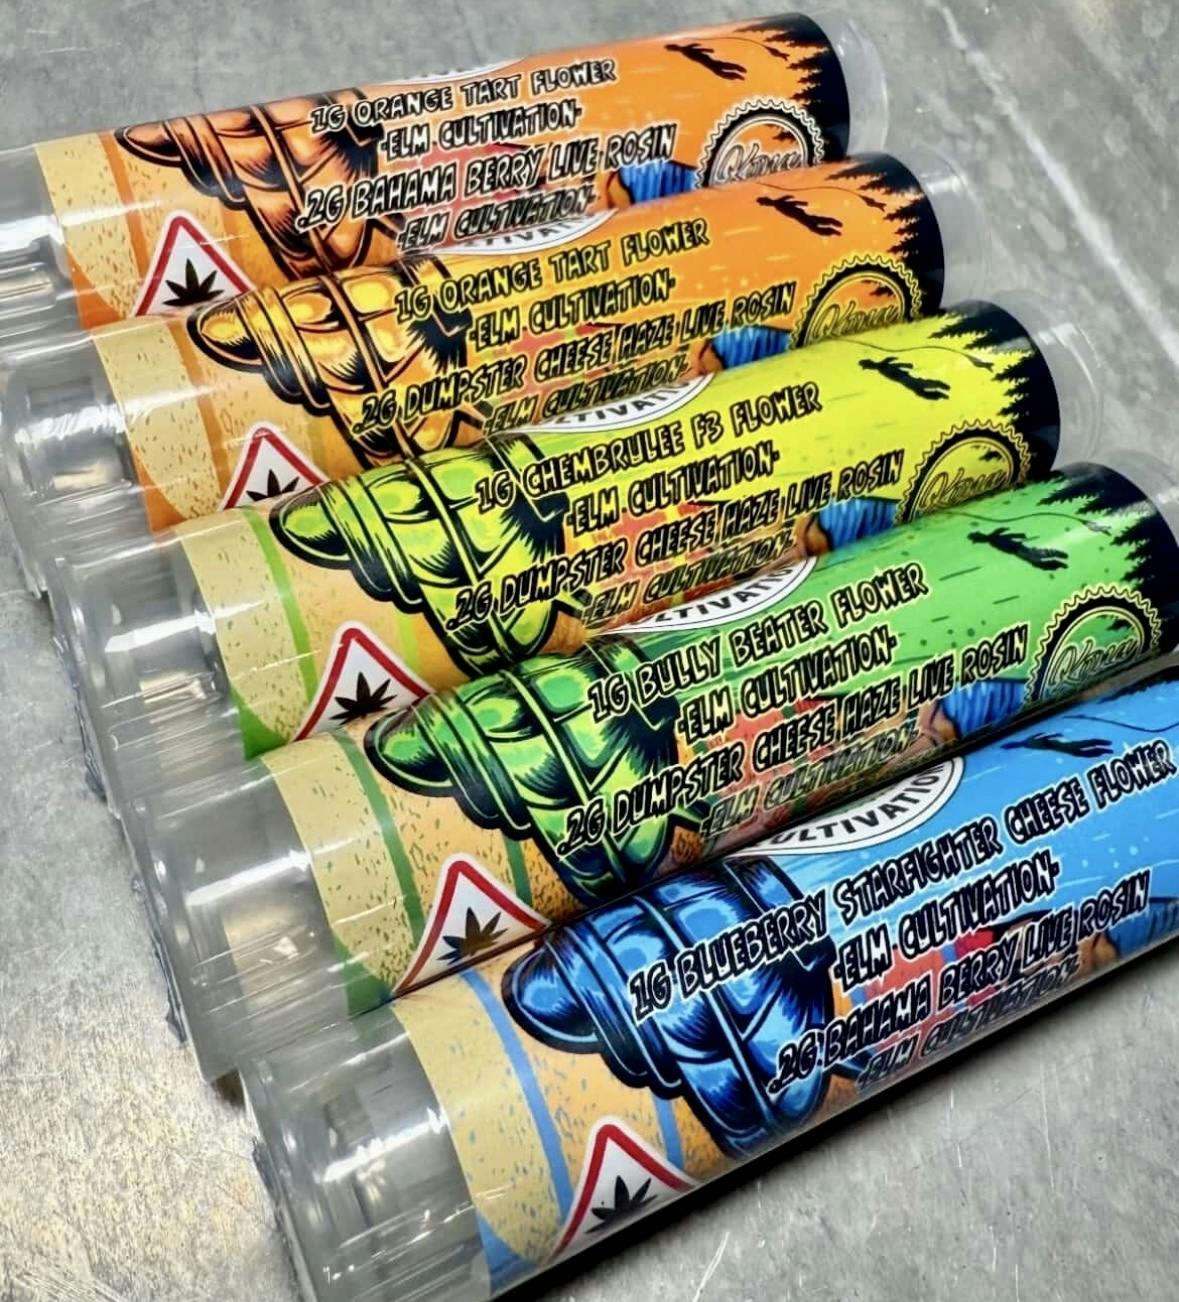 1G ORANGE TART FLOWER
-ELM CULTIVATION-
.2G BAHAMA BERRY LIVE ROSIN
-ELM CULTIVATION-
1G ORANGE TART FLOWER
-ELM CULTIVATION-
.2G DUMPSTER CHEESE HAZE LIVE ROSIN
-ELM CULTIVATION-
1G CHEMBRULEE F3 FLOWER
-ELM CULTIVATION-
.2G DUMPSTER CHEESE HAZE LIVE ROSIN
-ELM CULTIVATION-
1G BULLY BEATER FLOWER
-ELM CULTIVATION-
.2G DUMPSTER CHEESE HAZE LIVE ROSIN
-ELM CULTIVATION-
1G BLUEBERRY STARFIGHTER CHEESE FLOWER
-ELM CULTIVATION-
.2G BAHAMA BERRY LIVE ROSIN
-ELM CULTIVATION-